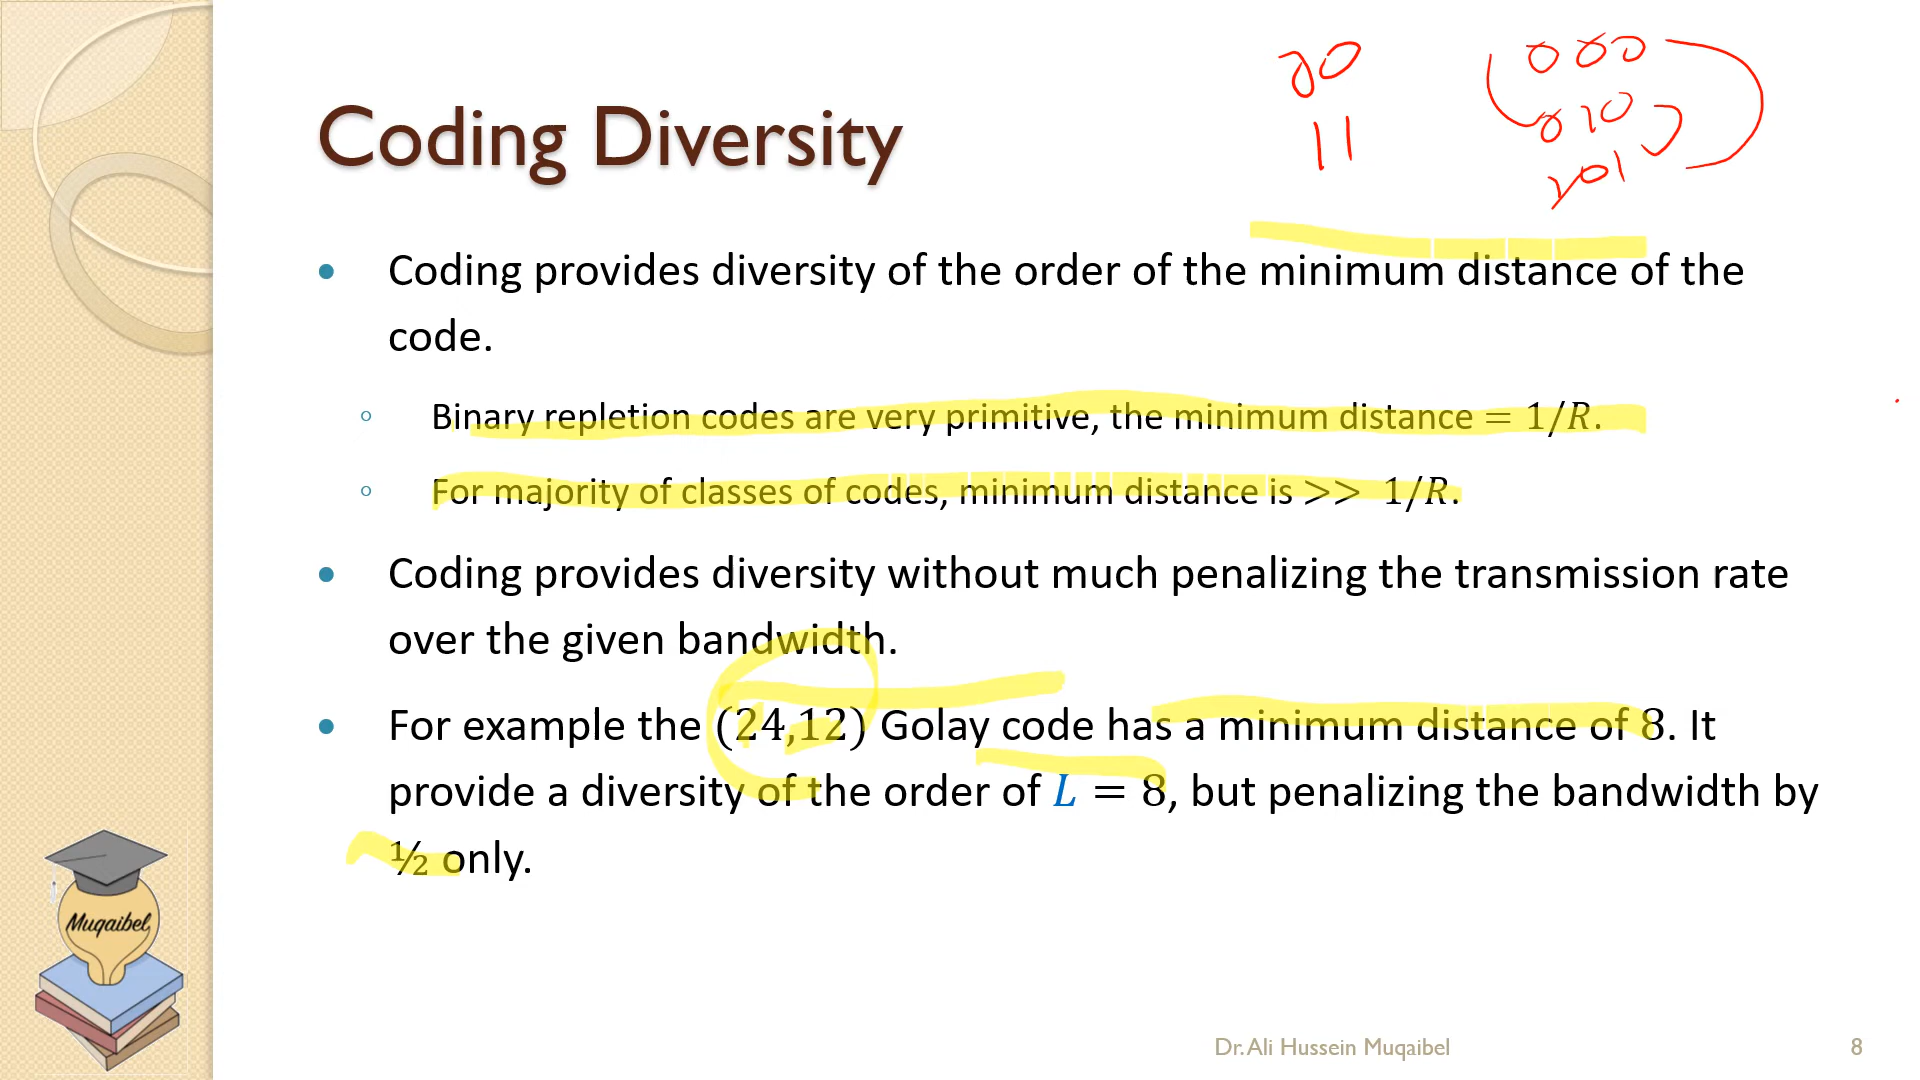 00
11
000
010
101
Coding Diversity
• Coding provides diversity of the order of the minimum distance of the
code.
o Binary repletion codes are very primitive, the minimum distance = 1/R.
o For majority of classes of codes, minimum distance is >> 1/R.
• Coding provides diversity without much penalizing the transmission rate
over the given bandwidth.
• For example the (24,12) Golay code has a minimum distance of 8. It
provide a diversity of the order of L = 8, but penalizing the bandwidth by
½ only.
Muqaibel
Dr. Ali Hussein Muqaibel
8